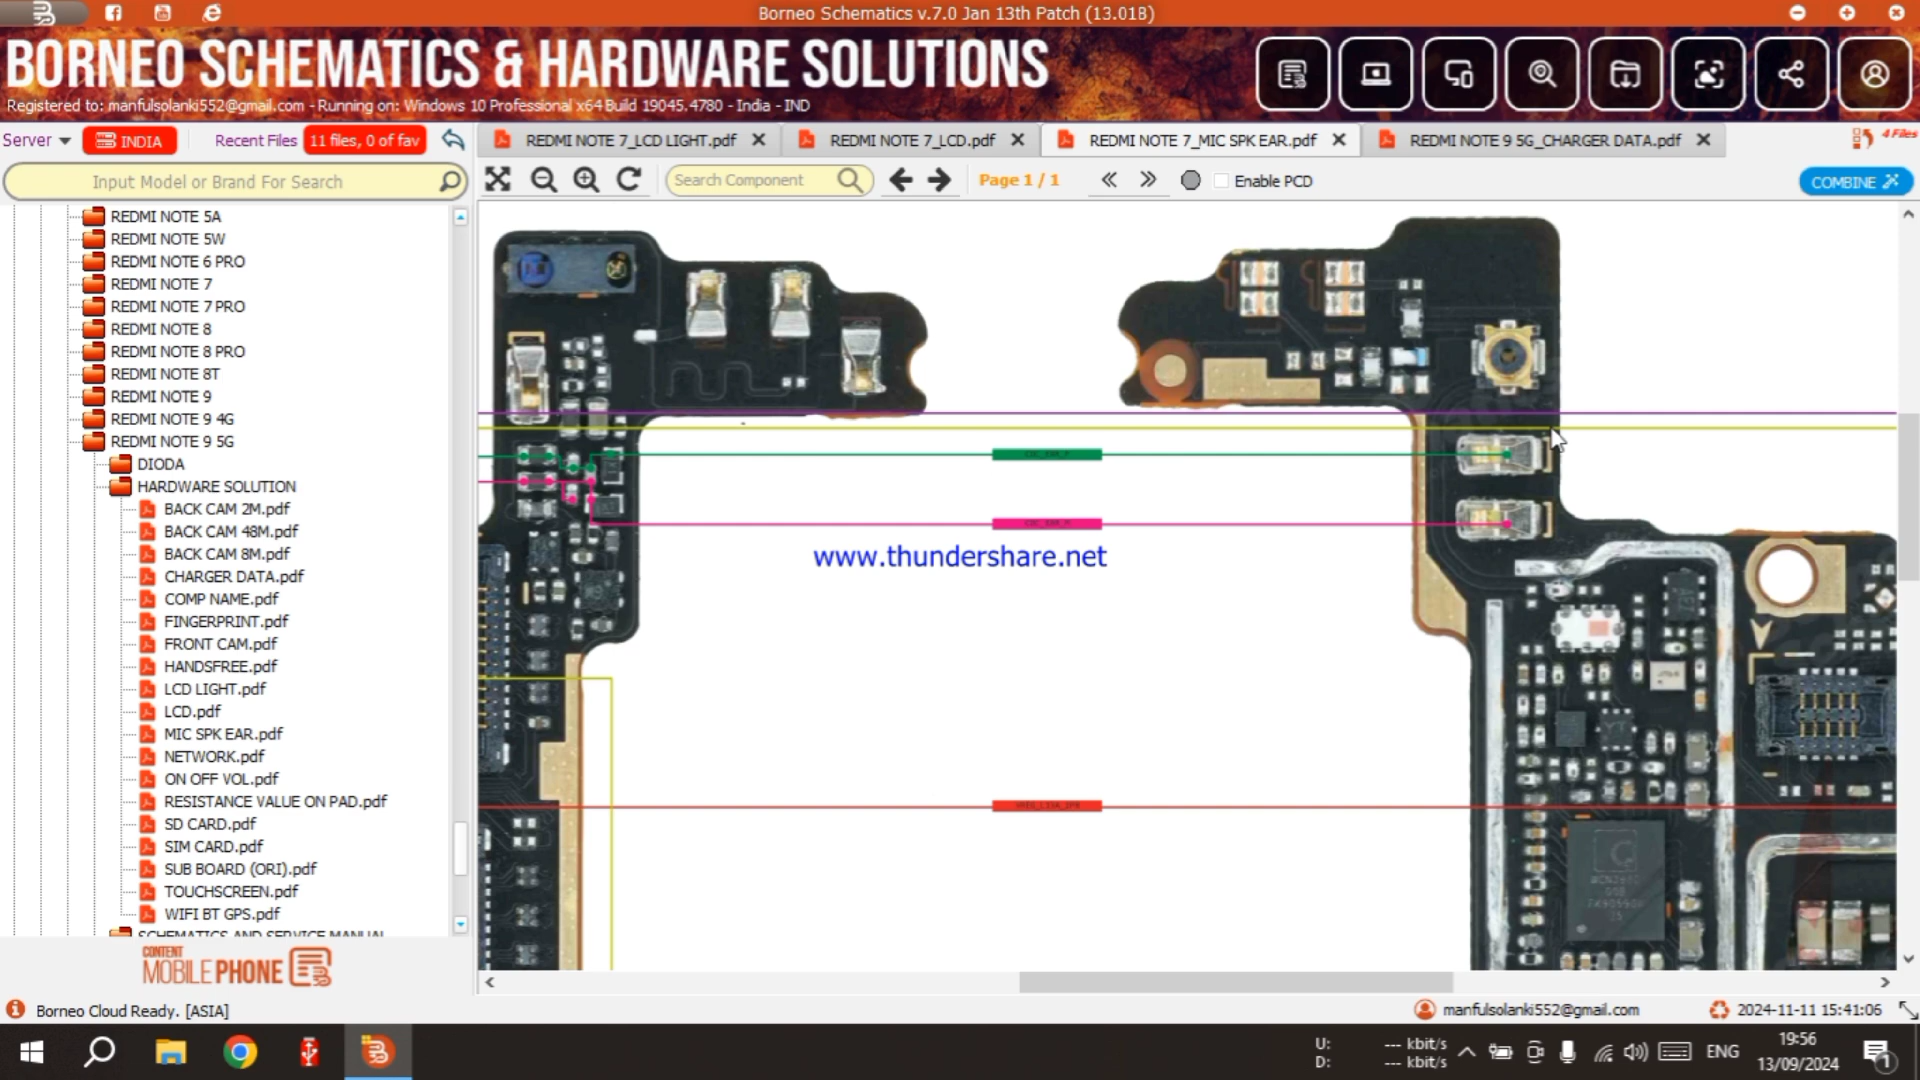 Borneo Schematics v.7.0 Jan 13th Patch (13.01B)
BORNEO SCHEMATICS & HARDWARE SOLUTIONS
Registered to: manfulsolanki552@gmail.com - Running on: Windows 10 Professional x64 Build 19045.4780 - India - IND
Server
INDIA
Recent Files
11 files, 0 of fav
REDMI NOTE 7_LCD LIGHT.pdf
REDMI NOTE 7_LCD.pdf
REDMI NOTE 7_MIC SPK EAR.pdf
REDMI NOTE 9 5G_CHARGER DATA.pdf
4 Files
Input Model or Brand For Search
Search Component
Page 1 / 1
Enable PCD
COMBINE
REDMI NOTE 5A
REDMI NOTE 5W
REDMI NOTE 6 PRO
REDMI NOTE 7
REDMI NOTE 7 PRO
REDMI NOTE 8
REDMI NOTE 8 PRO
REDMI NOTE 8T
REDMI NOTE 9
REDMI NOTE 9 4G
REDMI NOTE 9 5G
DIODA
HARDWARE SOLUTION
BACK CAM 2M.pdf
BACK CAM 48M.pdf
BACK CAM 8M.pdf
CHARGER DATA.pdf
COMP NAME.pdf
FINGERPRINT.pdf
FRONT CAM.pdf
HANDSFREE.pdf
LCD LIGHT.pdf
LCD.pdf
MIC SPK EAR.pdf
NETWORK.pdf
ON OFF VOL.pdf
RESISTANCE VALUE ON PAD.pdf
SD CARD.pdf
SIM CARD.pdf
SUB BOARD (ORI).pdf
TOUCHSCREEN.pdf
WIFI BT GPS.pdf
SCHEMATICS AND SERVICE MANUAL
www.thundershare.net
CONTENT
MOBILE PHONE
Borneo Cloud Ready. [ASIA]
manfulsolanki552@gmail.com
2024-11-11 15:41:06
U: --- kbit/s
D: --- kbit/s
ENG
19:56
13/09/2024
1